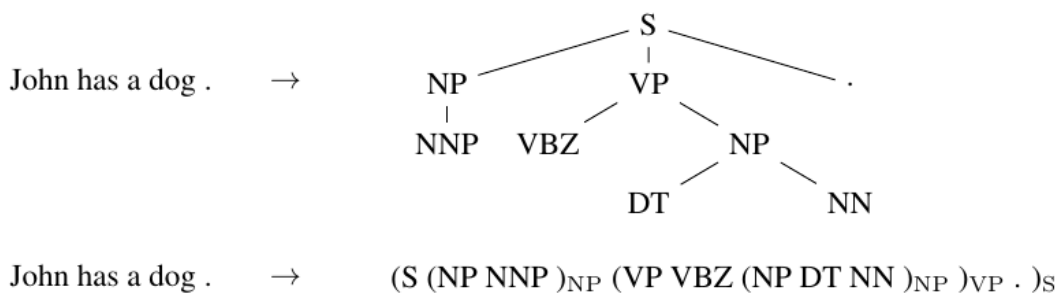 S
John has a dog . → NP VP .
NNP VBZ NP
DT NN
John has a dog . → (S (NP NNP )NP (VP VBZ (NP DT NN )NP )VP . )S